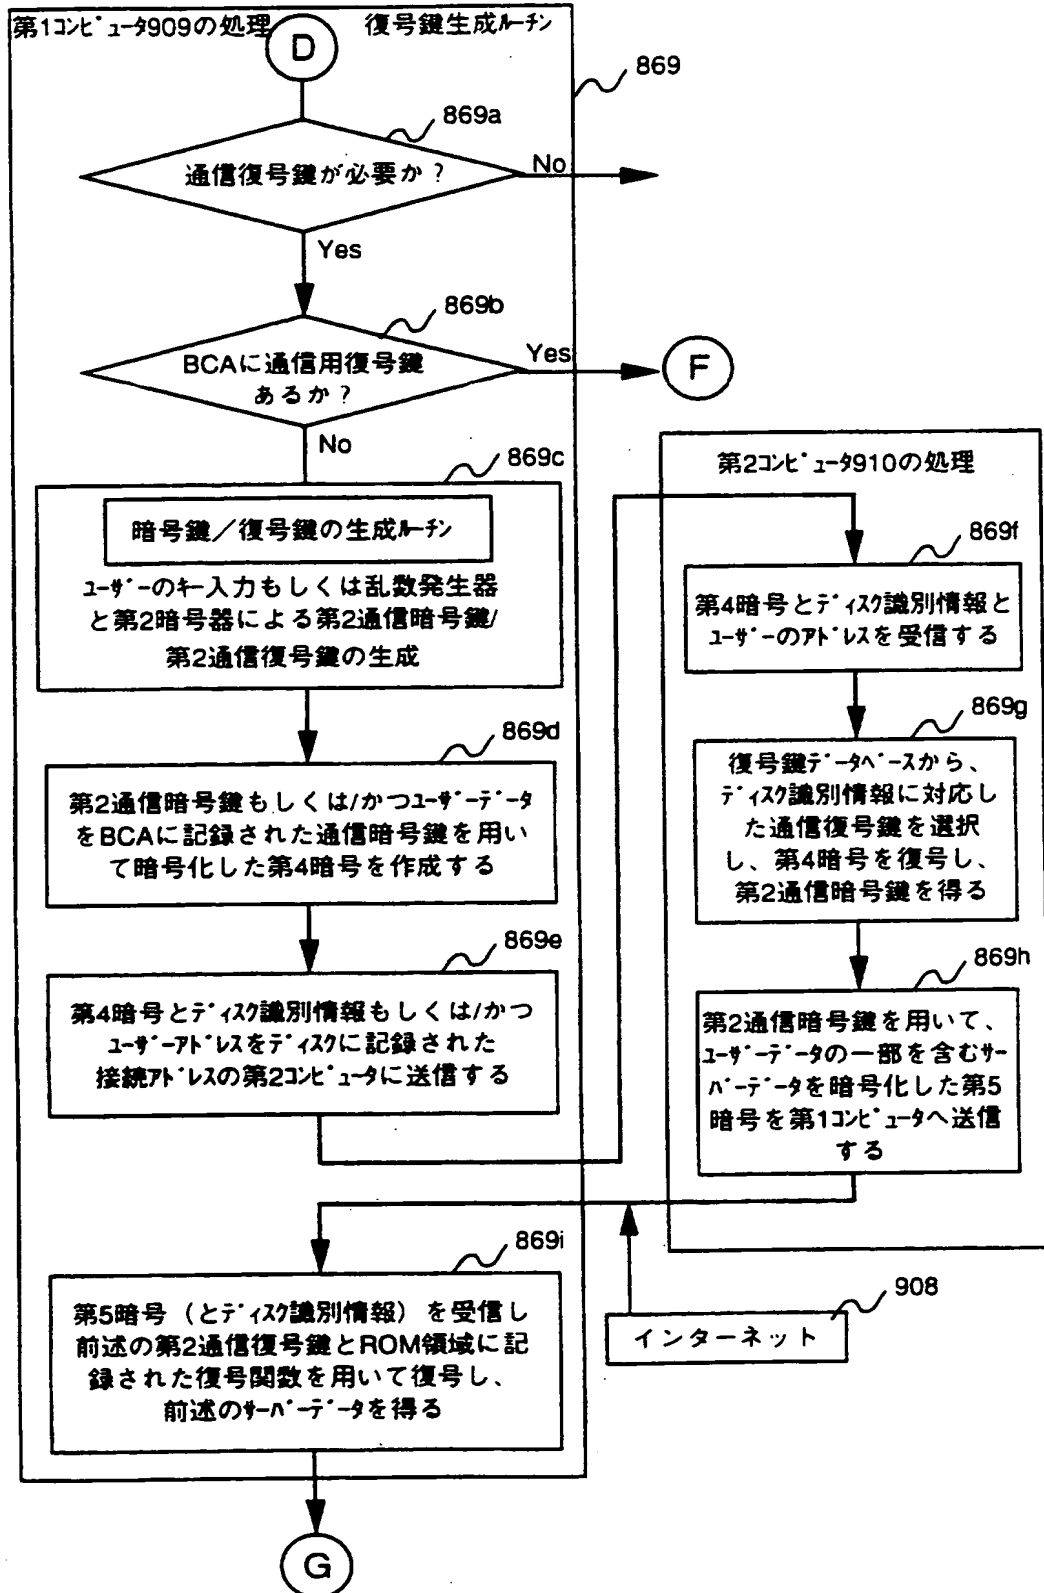 第1ｺﾝﾋﾟｭｰﾀ909の処理
復号鍵生成ﾙｰﾁﾝ
D
869
869a
通信復号鍵が必要か？
No
Yes
869b
BCAに通信用復号鍵
あるか？
Yes
F
No
869c
暗号鍵／復号鍵の生成ﾙｰﾁﾝ
ﾕｰｻﾞｰのｷｰ入力もしくは乱数発生器
と第2暗号器による第2通信暗号鍵/
第2通信復号鍵の生成
869d
第2通信暗号鍵もしくは/かつﾕｰｻﾞｰﾃﾞｰﾀ
をBCAに記録された通信暗号鍵を用い
て暗号化した第4暗号を作成する
869e
第4暗号とﾃﾞｨｽｸ識別情報もしくは/かつ
ﾕｰｻﾞｰｱﾄﾞﾚｽをﾃﾞｨｽｸに記録された
接続ｱﾄﾞﾚｽの第2ｺﾝﾋﾟｭｰﾀに送信する
第2ｺﾝﾋﾟｭｰﾀ910の処理
869f
第4暗号とﾃﾞｨｽｸ識別情報と
ﾕｰｻﾞｰのｱﾄﾞﾚｽを受信する
869g
復号鍵ﾃﾞｰﾀﾍﾞｰｽから、
ﾃﾞｨｽｸ識別情報に対応し
た通信復号鍵を選択
し、第4暗号を復号し、
第2通信暗号鍵を得る
869h
第2通信暗号鍵を用いて、
ﾕｰｻﾞｰﾃﾞｰﾀの一部を含むｻｰ
ﾊﾞｰﾃﾞｰﾀを暗号化した第5
暗号を第1ｺﾝﾋﾟｭｰﾀへ送信
する
869i
第5暗号（とﾃﾞｨｽｸ識別情報）を受信し
前述の第2通信復号鍵とROM領域に記
録された復号関数を用いて復号し、
前述のｻｰﾊﾞｰﾃﾞｰﾀを得る
908
インターネット
G